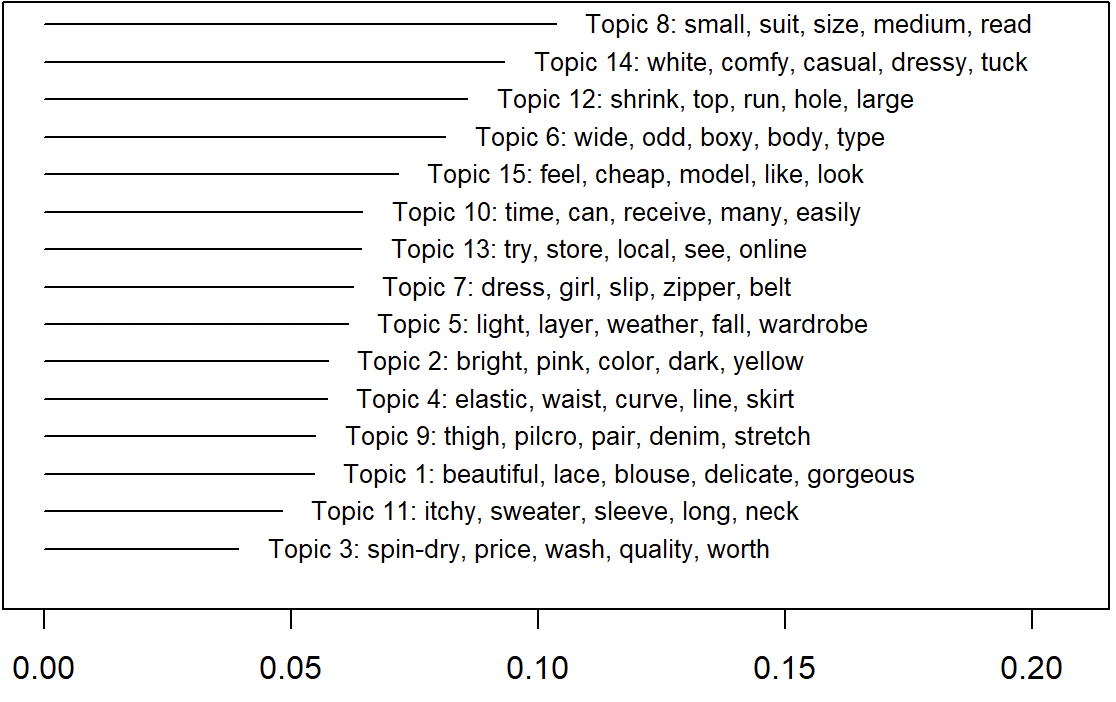 Topic 8: small, suit, size, medium, read
Topic 14: white, comfy, casual, dressy, tuck
Topic 12: shrink, top, run, hole, large
Topic 6: wide, odd, boxy, body, type
Topic 15: feel, cheap, model, like, look
Topic 10: time, can, receive, many, easily
Topic 13: try, store, local, see, online
Topic 7: dress, girl, slip, zipper, belt
Topic 5: light, layer, weather, fall, wardrobe
Topic 2: bright, pink, color, dark, yellow
Topic 4: elastic, waist, curve, line, skirt
Topic 9: thigh, pilcro, pair, denim, stretch
Topic 1: beautiful, lace, blouse, delicate, gorgeous
Topic 11: itchy, sweater, sleeve, long, neck
Topic 3: spin-dry, price, wash, quality, worth
0.00 0.05 0.10 0.15 0.20